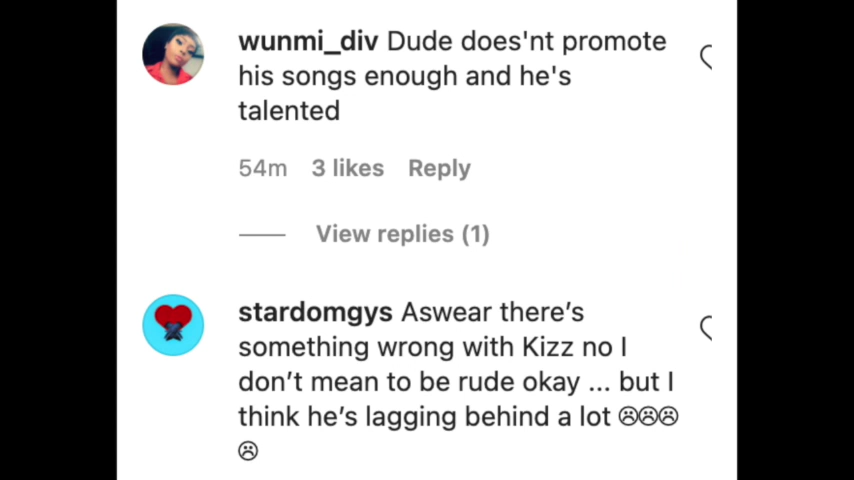 wunmi_div Dude does'nt promote
his songs enough and he's
talented
54m 3 likes Reply
View replies (1)
stardomgys Aswear there’s
something wrong with Kizz no I
don’t mean to be rude okay ... but I
think he’s lagging behind a lot ☹☹☹
☹